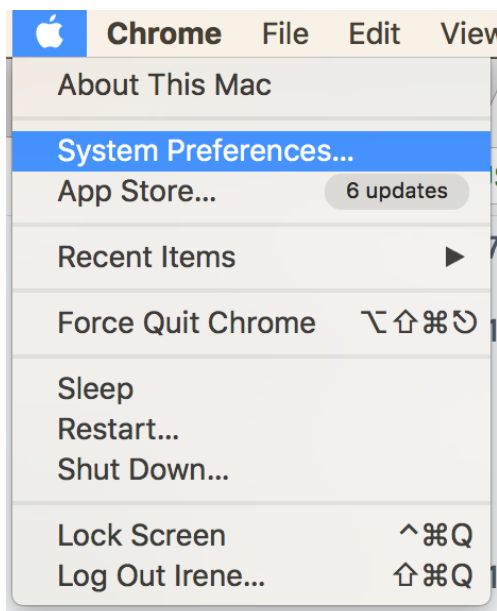 Chrome File Edit View
About This Mac
System Preferences...
App Store... 6 updates
Recent Items ▶
Force Quit Chrome ⌥⇧⌘⎋
Sleep
Restart...
Shut Down...
Lock Screen ^⌘Q
Log Out Irene... ⇧⌘Q